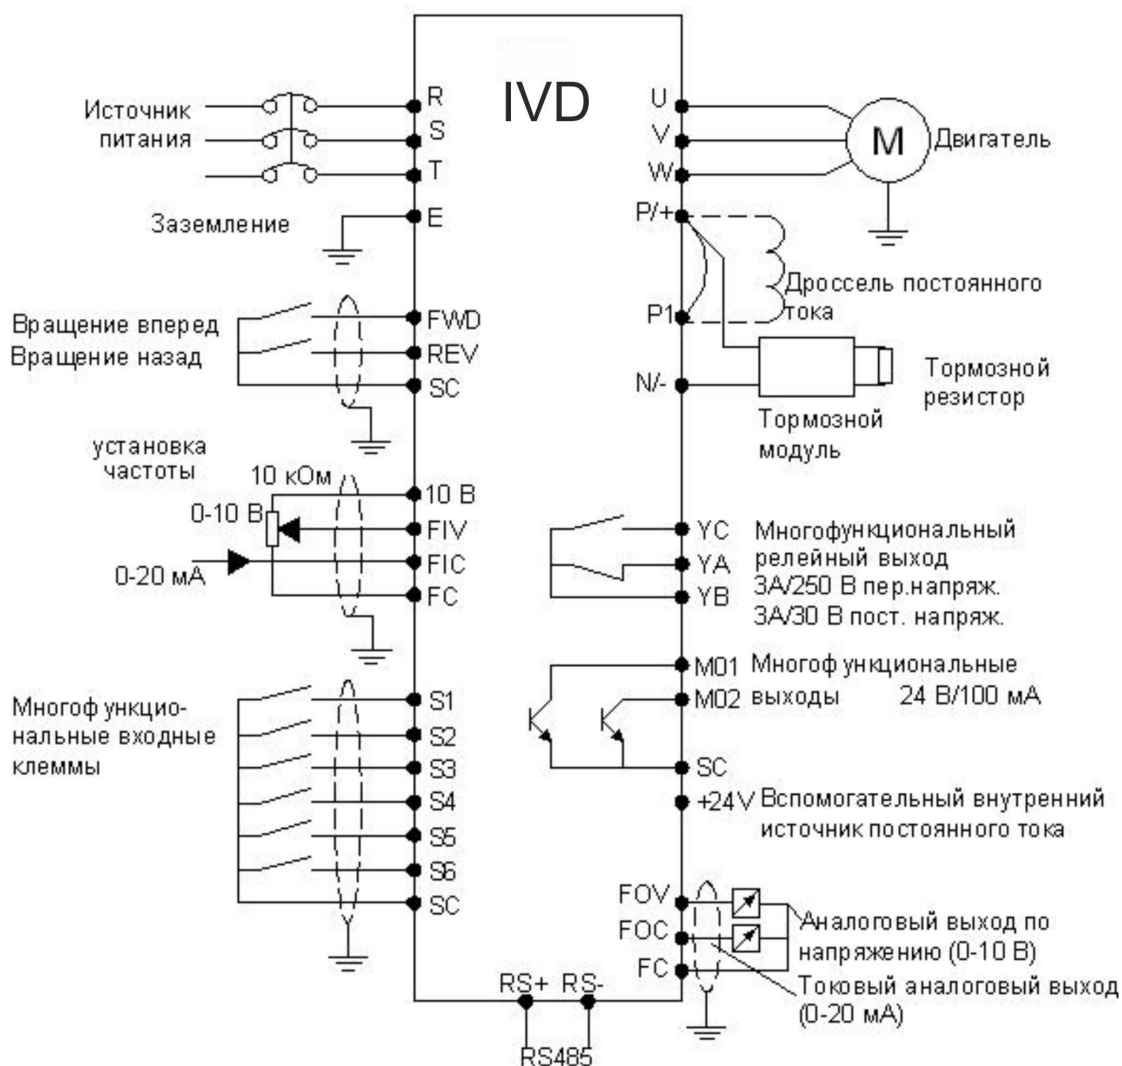 IVD
Источник
питания
R
S
T
Заземление
E
Вращение вперед
Вращение назад
FWD
REV
SC
установка
частоты
10 кОм
0-10 В
0-20 мА
10 В
FIV
FIC
FC
Многофункцио-
нальные входные
клеммы
S1
S2
S3
S4
S5
S6
SC
U
V
W
M
Двигатель
P/+
P1
Дроссель постоянного
тока
N/-
Тормозной
резистор
Тормозной
модуль
YC
YA
YB
Многофункциональный
релейный выход
3А/250 В пер.напряж.
3А/30 В пост. напряж.
M01
M02
Многофункциональные
выходы 24 В/100 мА
SC
+24V
Вспомогательный внутренний
источник постоянного тока
FOV
FOC
FC
Аналоговый выход по
напряжению (0-10 В)
Токовый аналоговый выход
(0-20 мА)
RS+ RS-
RS485